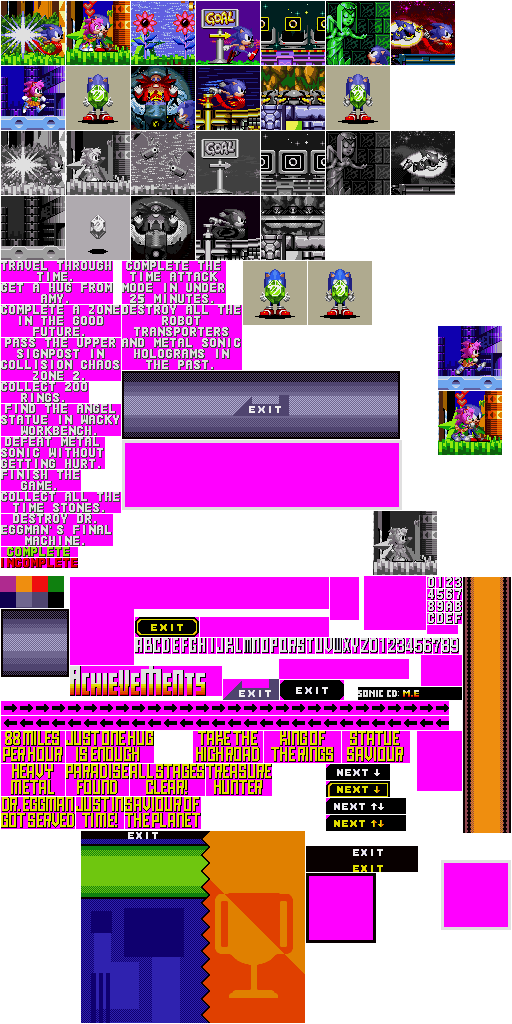 GOAL
GOAL
TRAVEL THROUGH
TIME.
GET A HUG FROM
AMY.
COMPLETE A ZONE
IN THE GOOD
FUTURE.
PASS THE UPPER
SIGNPOST IN
COLLISION CHAOS
ZONE 2.
COLLECT 200
RINGS.
FIND THE ANGEL
STATUE IN WACKY
WORKBENCH.
DEFEAT METAL
SONIC WITHOUT
GETTING HURT.
FINISH THE
GAME.
COLLECT ALL THE
TIME STONES.
DESTROY DR.
EGGMAN'S FINAL
MACHINE.
COMPLETE
INCOMPLETE
COMPLETE THE
TIME ATTACK
MODE IN UNDER
25 MINUTES.
DESTROY ALL THE
ROBOT
TRANSPORTERS
AND METAL SONIC
HOLOGRAMS IN
THE PAST.
EXIT
0123
4567
89AB
CDEF
EXIT
ABCDEFGHIJKLMNOPQRSTUVWXYZ0123456789
ACHIEVEMENTS
EXIT
EXIT
SONIC CD: M.E
88 MILES
PER HOUR
JUST ONE HUG
IS ENOUGH
TAKE THE
HIGH ROAD
KING OF
THE RINGS
STATUE
SAVIOUR
HEAVY
METAL
PARADISE
FOUND
ALL STAGES
CLEAR!
TREASURE
HUNTER
DR. EGGMAN
GOT SERVED
JUST IN
TIME!
SAVIOUR OF
THE PLANET
NEXT ↓
NEXT ↓
NEXT ↑↓
NEXT ↑↓
EXIT
EXIT
EXIT